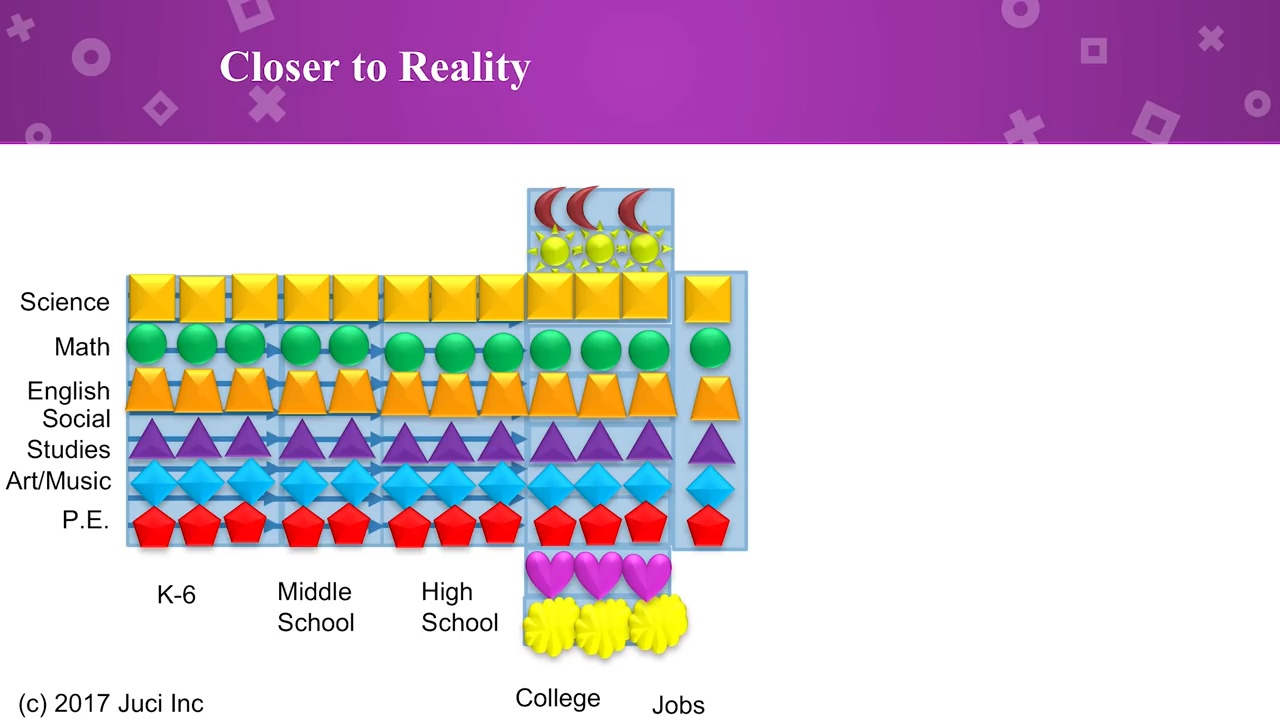 Closer to Reality
Science
Math
English
Social
Studies
Art/Music
P.E.
K-6
Middle
School
High
School
College
Jobs
(c) 2017 Juci Inc